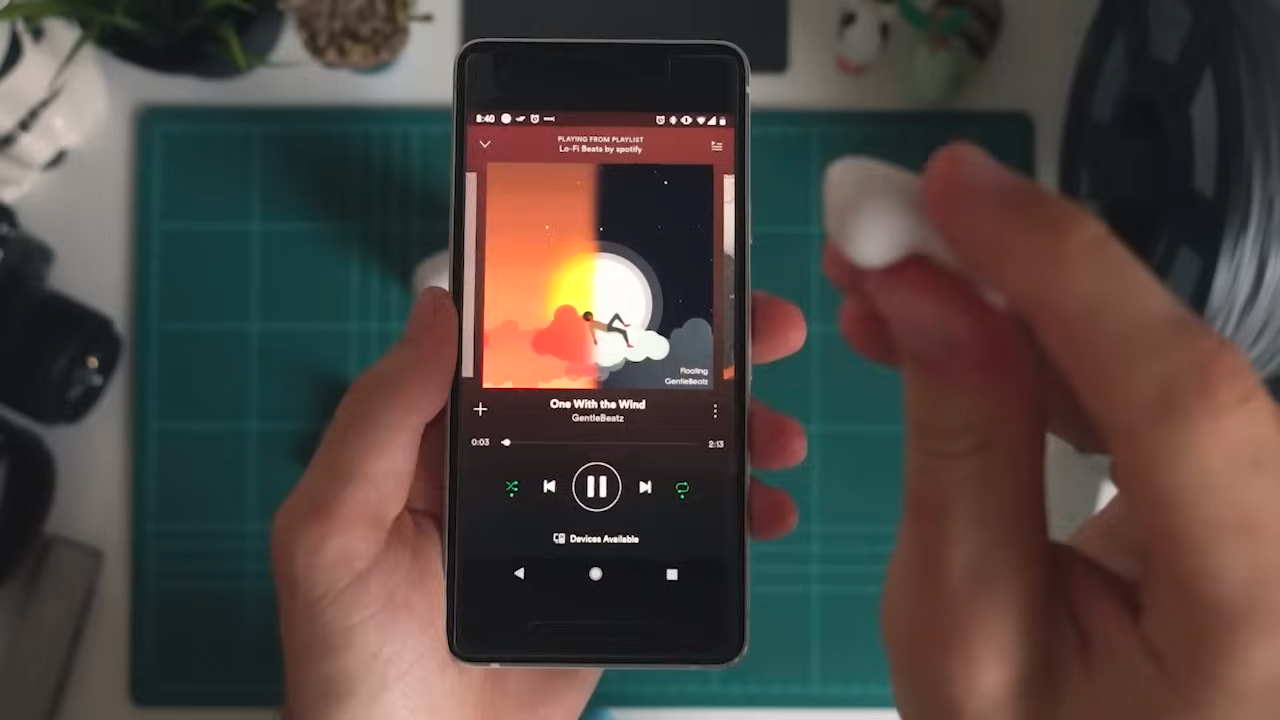 8:40
PLAYING FROM PLAYLIST
Lo-Fi Beats by spotify
Floating
GentleBeatz
One With the Wind
GentleBeatz
0:03
2:13
Devices Available